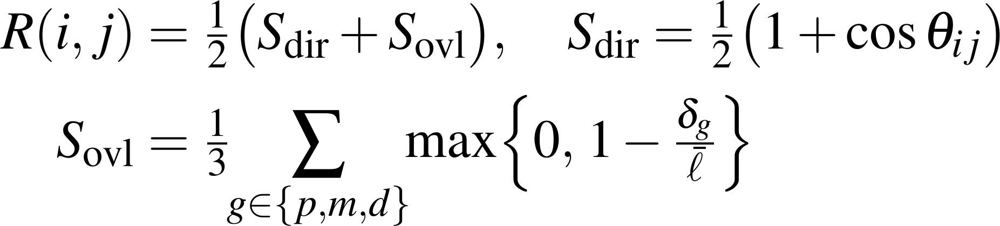 R(i, j) = ½ (S_dir + S_ovl), S_dir = ½ (1 + cos θ_ij)
S_ovl = ⅓ ∑_{g∈{p,m,d}} max{0, 1 − δ_g/ℓ̄}